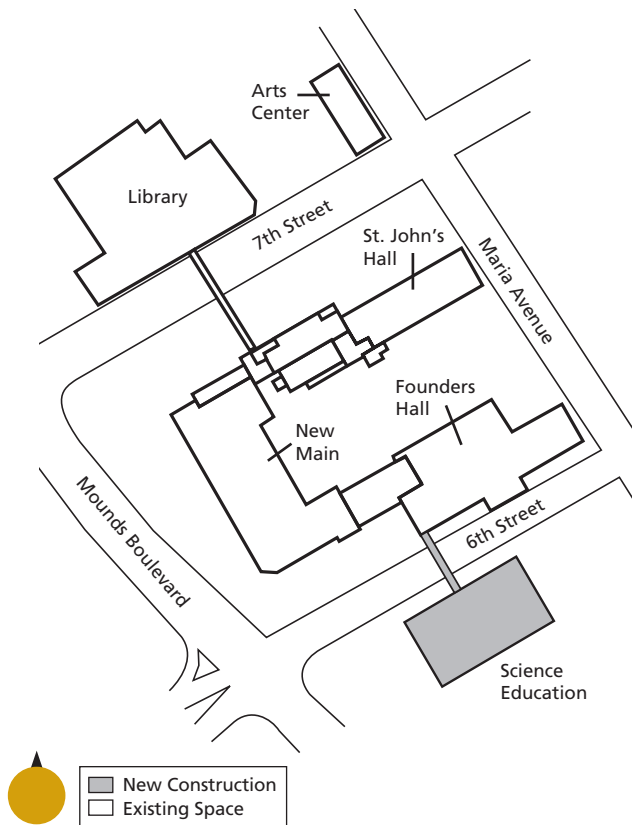 Arts
Center
Library
7th Street
St. John’s
Hall
Maria Avenue
Founders
Hall
New
Main
Mounds Boulevard
6th Street
Science
Education
New Construction
Existing Space